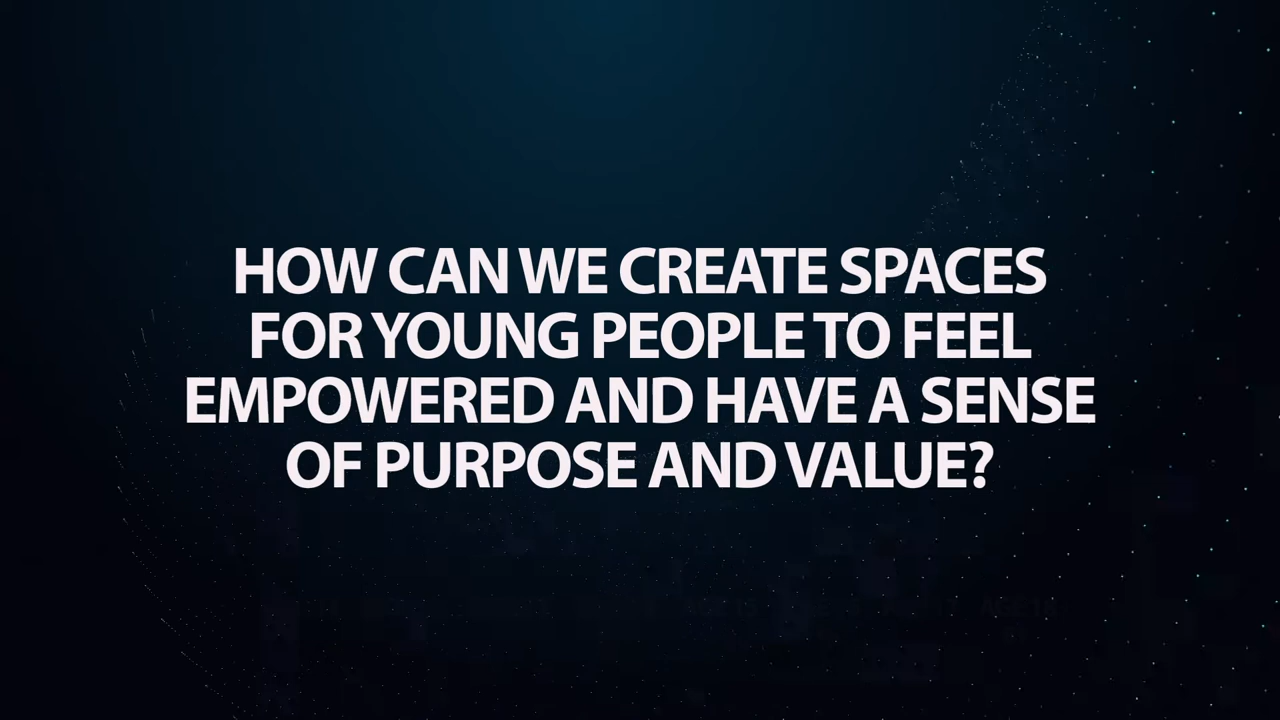 HOW CAN WE CREATE SPACES
FOR YOUNG PEOPLE TO FEEL
EMPOWERED AND HAVE A SENSE
OF PURPOSE AND VALUE?